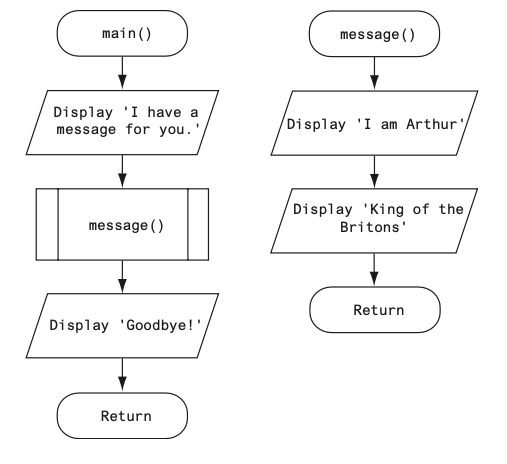 main()
Display 'I have a
message for you.'
message()
Display 'Goodbye!'
Return
message()
Display 'I am Arthur'
Display 'King of the
Britons'
Return